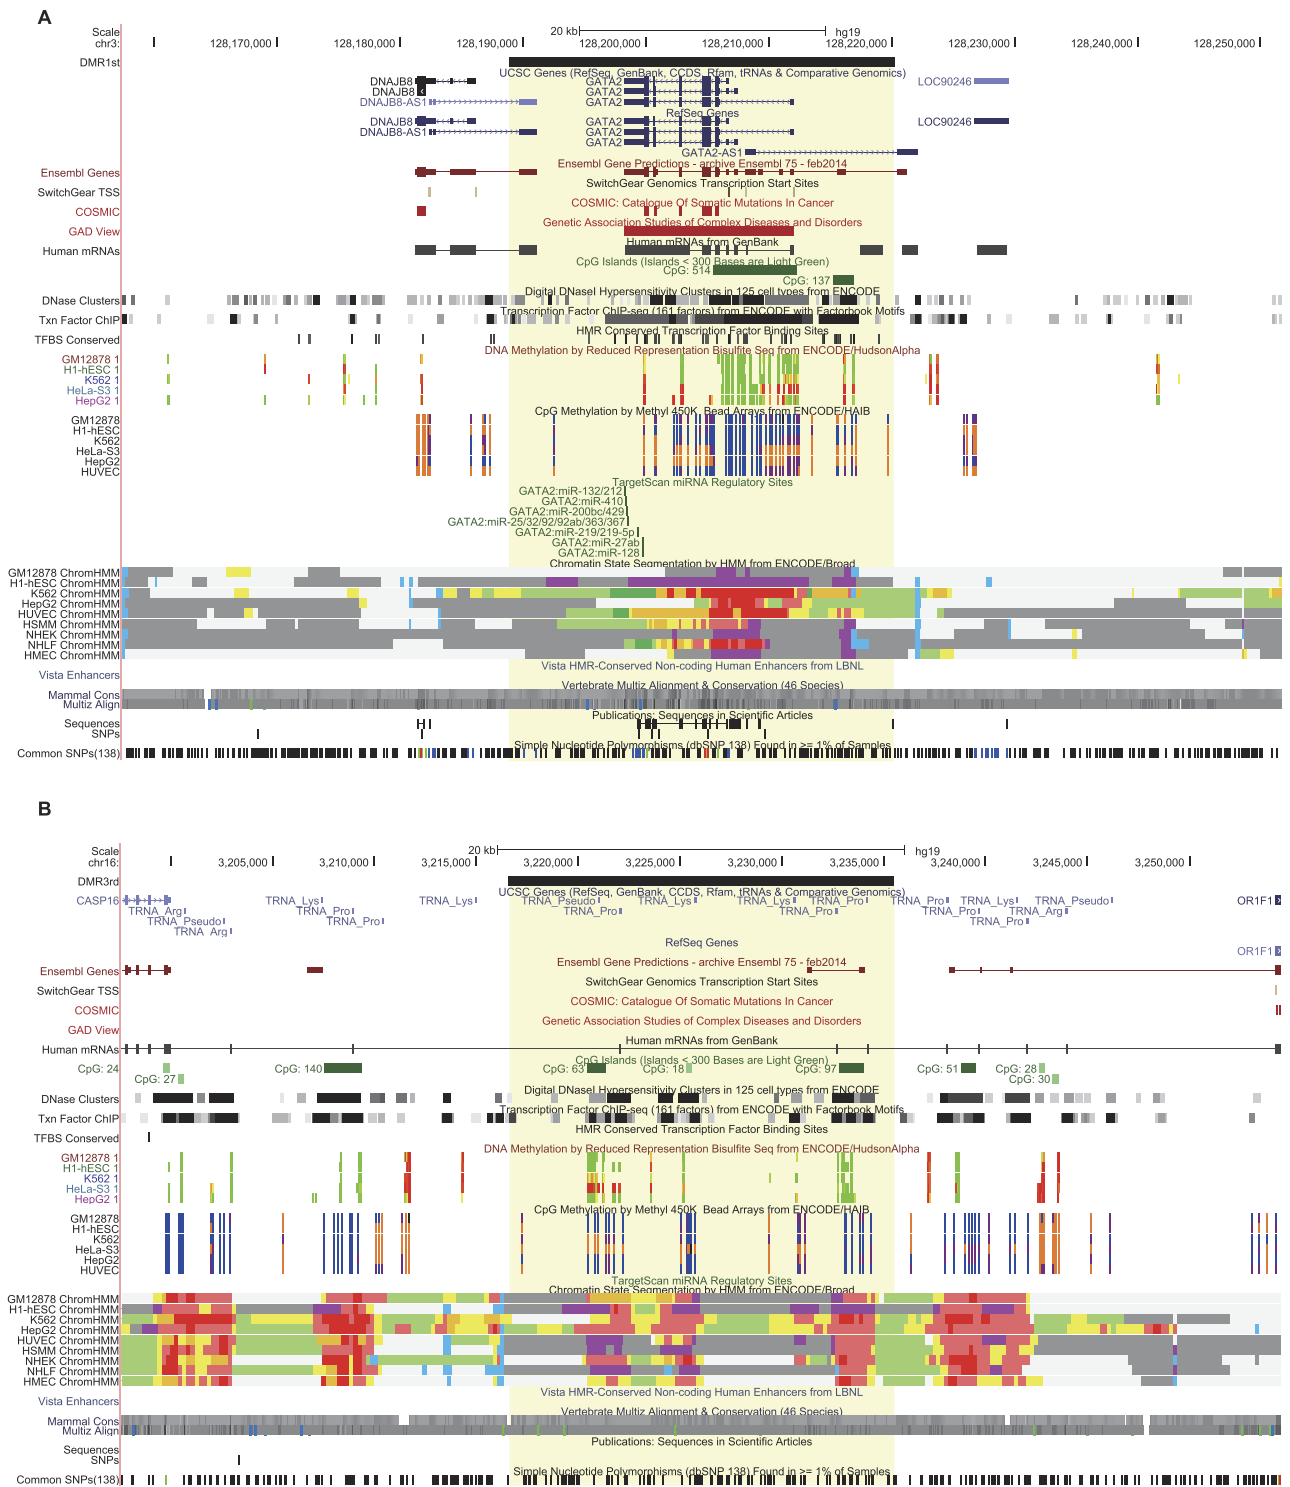 A
Scale 20 kb hg19
chr3: 128,170,000 128,180,000 128,190,000 128,200,000 128,210,000 128,220,000 128,230,000 128,240,000 128,250,000
DMR1st
UCSC Genes (RefSeq, GenBank, CCDS, Rfam, tRNAs & Comparative Genomics)
DNAJB8 GATA2 LOC90246
DNAJB8 GATA2
DNAJB8-AS1 GATA2
RefSeq Genes
DNAJB8 GATA2 LOC90246
DNAJB8-AS1 GATA2
GATA2
GATA2-AS1
Ensembl Gene Predictions - archive Ensembl 75 - feb2014
Ensembl Genes
SwitchGear Genomics Transcription Start Sites
SwitchGear TSS
COSMIC: Catalogue Of Somatic Mutations In Cancer
COSMIC
Genetic Association Studies of Complex Diseases and Disorders
GAD View
Human mRNAs from GenBank
Human mRNAs
CpG Islands (Islands < 300 Bases are Light Green)
CpG: 514
CpG: 137
Digital DNaseI Hypersensitivity Clusters in 125 cell types from ENCODE
DNase Clusters
Transcription Factor ChIP-seq (161 factors) from ENCODE with Factorbook Motifs
Txn Factor ChIP
HMR Conserved Transcription Factor Binding Sites
TFBS Conserved
DNA Methylation by Reduced Representation Bisulfite Seq from ENCODE/HudsonAlpha
GM12878 1
H1-hESC 1
K562 1
HeLa-S3 1
HepG2 1
CpG Methylation by Methyl 450K Bead Arrays from ENCODE/HAIB
GM12878
H1-hESC
K562
HeLa-S3
HepG2
HUVEC
TargetScan miRNA Regulatory Sites
GATA2:miR-132/212
GATA2:miR-410
GATA2:miR-200bc/429
GATA2:miR-25/32/92/92ab/363/367
GATA2:miR-219/219-5p
GATA2:miR-27ab
GATA2:miR-128
Chromatin State Segmentation by HMM from ENCODE/Broad
GM12878 ChromHMM
H1-hESC ChromHMM
K562 ChromHMM
HepG2 ChromHMM
HUVEC ChromHMM
HSMM ChromHMM
NHEK ChromHMM
NHLF ChromHMM
HMEC ChromHMM
Vista HMR-Conserved Non-coding Human Enhancers from LBNL
Vista Enhancers
Vertebrate Multiz Alignment & Conservation (46 Species)
Mammal Cons
Multiz Align
Publications: Sequences in Scientific Articles
Sequences
SNPs
Simple Nucleotide Polymorphisms (dbSNP 138) Found in >= 1% of Samples
Common SNPs(138)
B
Scale 20 kb hg19
chr16: 3,205,000 3,210,000 3,215,000 3,220,000 3,225,000 3,230,000 3,235,000 3,240,000 3,245,000 3,250,000
DMR3rd
UCSC Genes (RefSeq, GenBank, CCDS, Rfam, tRNAs & Comparative Genomics)
CASP16 TRNA_Lys TRNA_Lys TRNA_Pseudo TRNA_Lys TRNA_Lys TRNA_Pro TRNA_Pro TRNA_Lys TRNA_Pseudo OR1F1
TRNA_Arg TRNA_Pro TRNA_Pro TRNA_Pro TRNA_Pro TRNA_Arg
TRNA_Pseudo TRNA_Pro TRNA_Pro
TRNA_Arg
RefSeq Genes
OR1F1
Ensembl Gene Predictions - archive Ensembl 75 - feb2014
Ensembl Genes
SwitchGear Genomics Transcription Start Sites
SwitchGear TSS
COSMIC: Catalogue Of Somatic Mutations In Cancer
COSMIC
Genetic Association Studies of Complex Diseases and Disorders
GAD View
Human mRNAs from GenBank
Human mRNAs
CpG Islands (Islands < 300 Bases are Light Green)
CpG: 24 CpG: 140 CpG: 63 CpG: 18 CpG: 97 CpG: 51 CpG: 28
CpG: 27 CpG: 30
Digital DNaseI Hypersensitivity Clusters in 125 cell types from ENCODE
DNase Clusters
Transcription Factor ChIP-seq (161 factors) from ENCODE with Factorbook Motifs
Txn Factor ChIP
HMR Conserved Transcription Factor Binding Sites
TFBS Conserved
DNA Methylation by Reduced Representation Bisulfite Seq from ENCODE/HudsonAlpha
GM12878 1
H1-hESC 1
K562 1
HeLa-S3 1
HepG2 1
CpG Methylation by Methyl 450K Bead Arrays from ENCODE/HAIB
GM12878
H1-hESC
K562
HeLa-S3
HepG2
HUVEC
TargetScan miRNA Regulatory Sites
Chromatin State Segmentation by HMM from ENCODE/Broad
GM12878 ChromHMM
H1-hESC ChromHMM
K562 ChromHMM
HepG2 ChromHMM
HUVEC ChromHMM
HSMM ChromHMM
NHEK ChromHMM
NHLF ChromHMM
HMEC ChromHMM
Vista HMR-Conserved Non-coding Human Enhancers from LBNL
Vista Enhancers
Vertebrate Multiz Alignment & Conservation (46 Species)
Mammal Cons
Multiz Align
Publications: Sequences in Scientific Articles
Sequences
SNPs
Simple Nucleotide Polymorphisms (dbSNP 138) Found in >= 1% of Samples
Common SNPs(138)